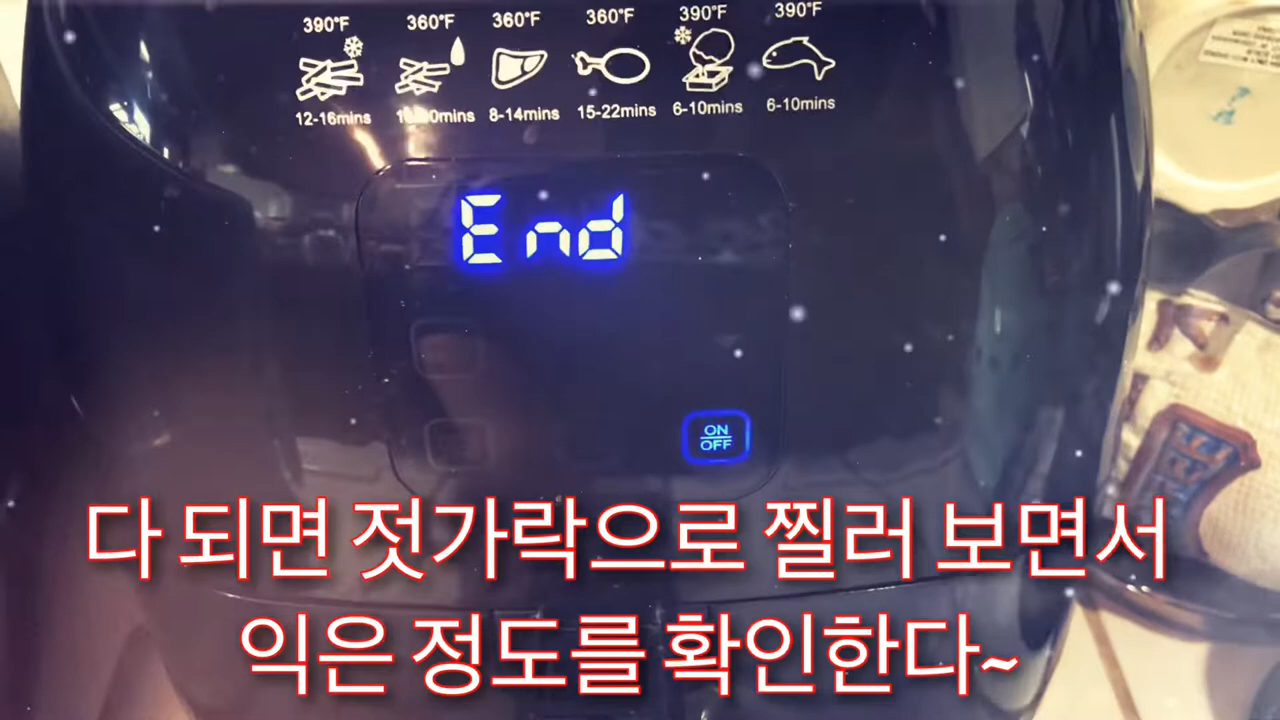 390°F 360°F 360°F 360°F 390°F 390°F
12-16mins 8-14mins 15-22mins 6-10mins 6-10mins
End
ON
OFF
다 되면 젓가락으로 찔러 보면서
익은 정도를 확인한다~